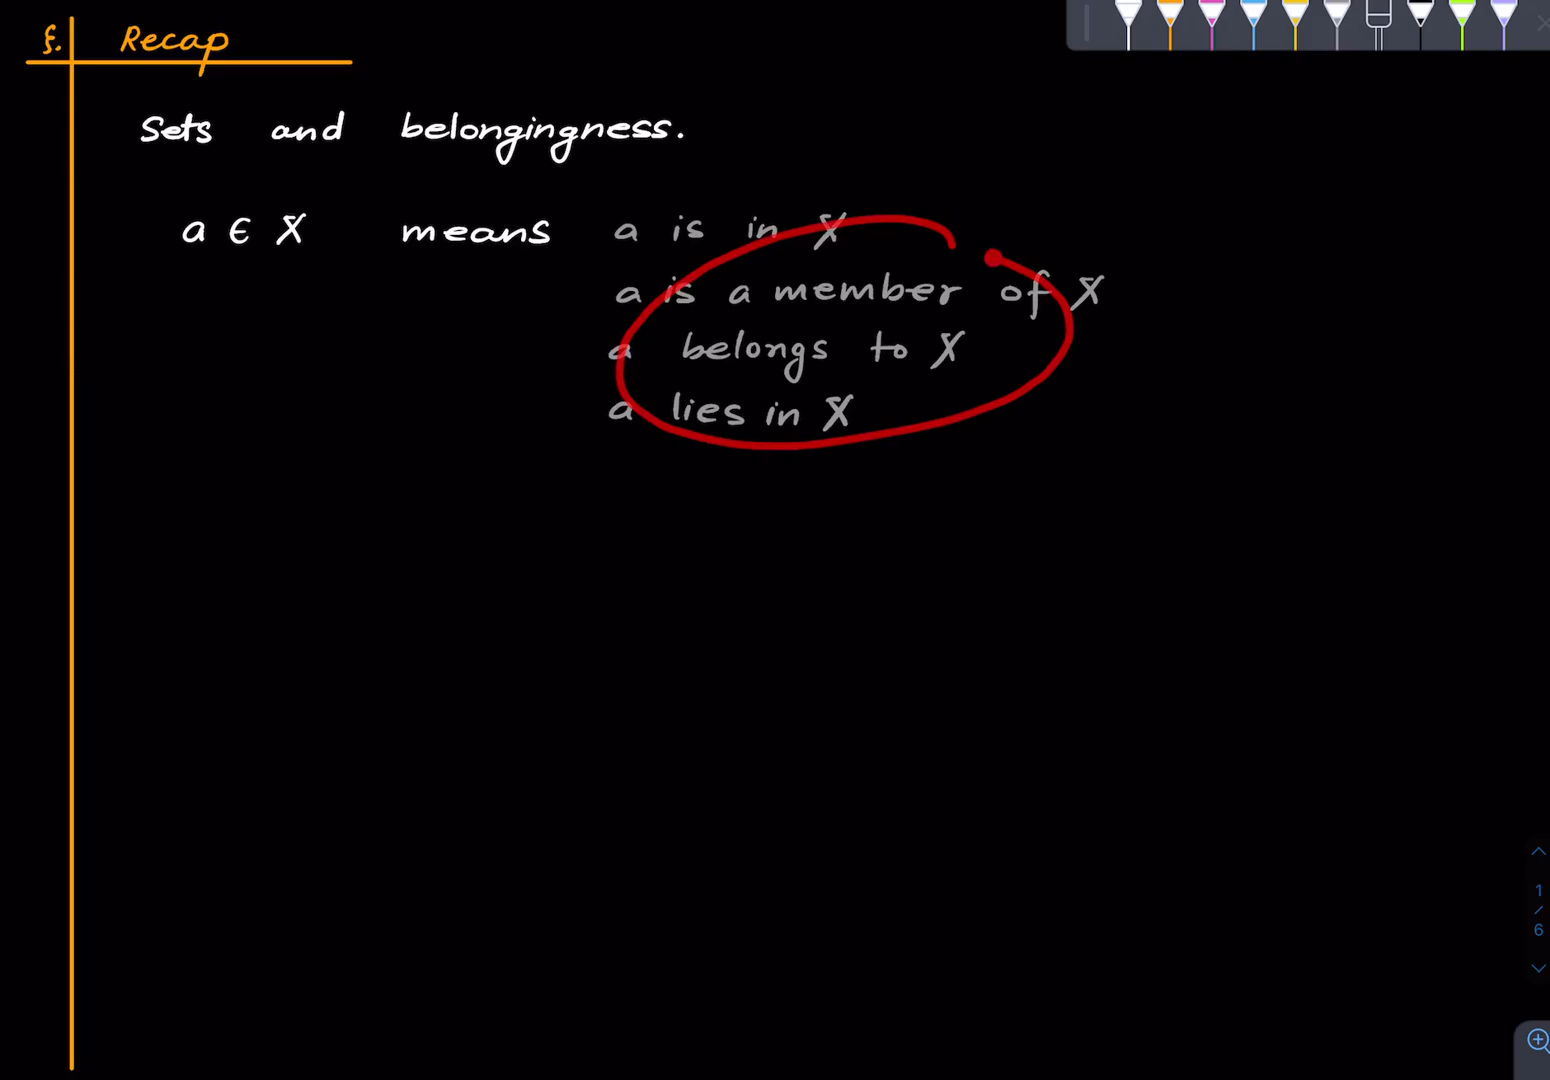 §. Recap
Sets and belongingness.
a ∈ X means a is in X
a is a member of X
a belongs to X
a lies in X
1
/
6